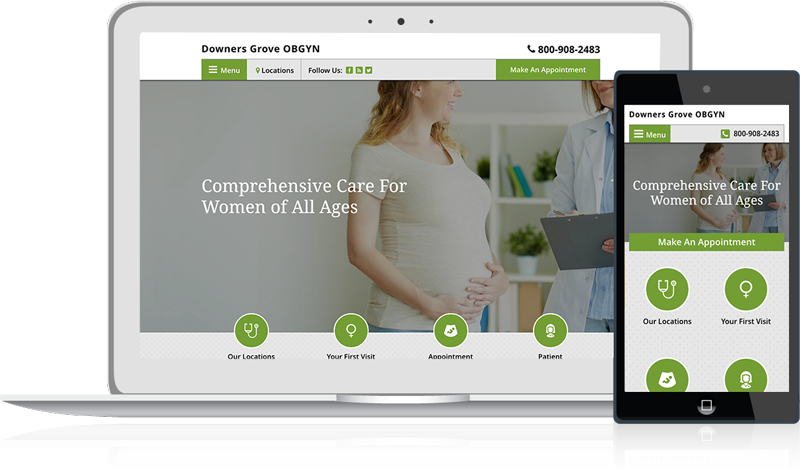 Downers Grove OBGYN
800-908-2483
Menu
Locations
Follow Us:
Make An Appointment
Comprehensive Care For
Women of All Ages
Our Locations
Your First Visit
Appointment
Patient
Downers Grove OBGYN
Menu
800-908-2483
Comprehensive Care For
Women of All Ages
Make An Appointment
Our Locations
Your First Visit